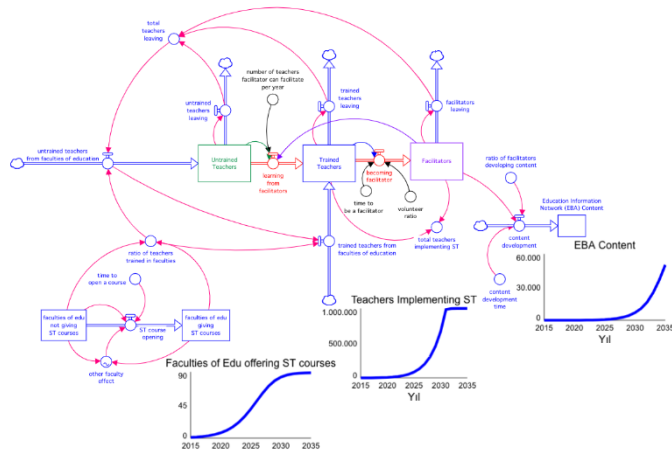 total
teachers
leaving
number of teachers
facilitator can facilitate
per year
untrained
teachers
leaving
trained
teachers
leaving
facilitators
leaving
untrained teachers
from faculties of education
Untrained
Teachers
learning
from
facilitators
Trained
Teachers
becoming
facilitator
Facilitators
ratio of facilitators
developing content
time to
be a facilitator
volunteer
ratio
Education Information
Network (EBA) Content
content
development
ratio of teachers
trained in faculties
trained teachers from
faculties of education
total teachers
implementing ST
content
development
time
time to
open a course
faculties of edu
not giving
ST courses
ST course
opening
faculties of edu
giving
ST courses
other faculty
effect
EBA Content
60.000
30.000
0
2015 2020 2025 2030 2035
Yıl
Teachers Implementing ST
1.000.000
500.000
0
2015 2020 2025 2030 2035
Yıl
Faculties of Edu offering ST courses
90
45
0
2015 2020 2025 2030 2035